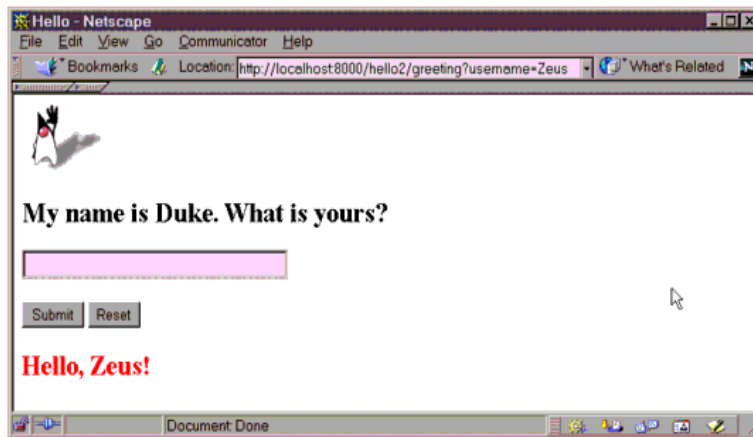 Hello - Netscape
File Edit View Go Communicator Help
Bookmarks Location: http://localhost:8000/hello2/greeting?username=Zeus What's Related N
My name is Duke. What is yours?
Submit Reset
Hello, Zeus!
Document: Done